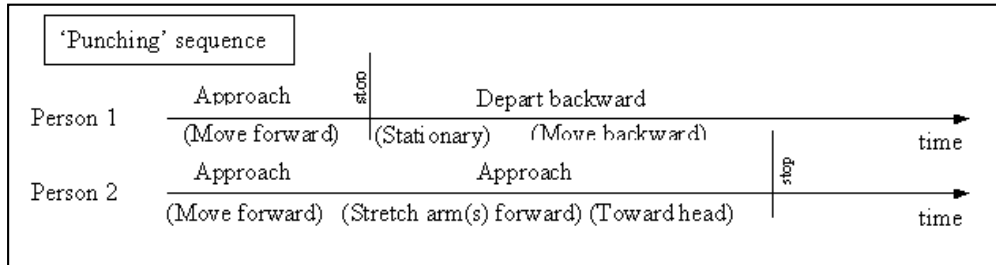 ‘Punching’ sequence
stop
Approach Depart backward
Person 1
(Move forward) (Stationary) (Move backward)
time
Approach Approach stop
Person 2
(Move forward) (Stretch arm(s) forward) (Toward head)
time